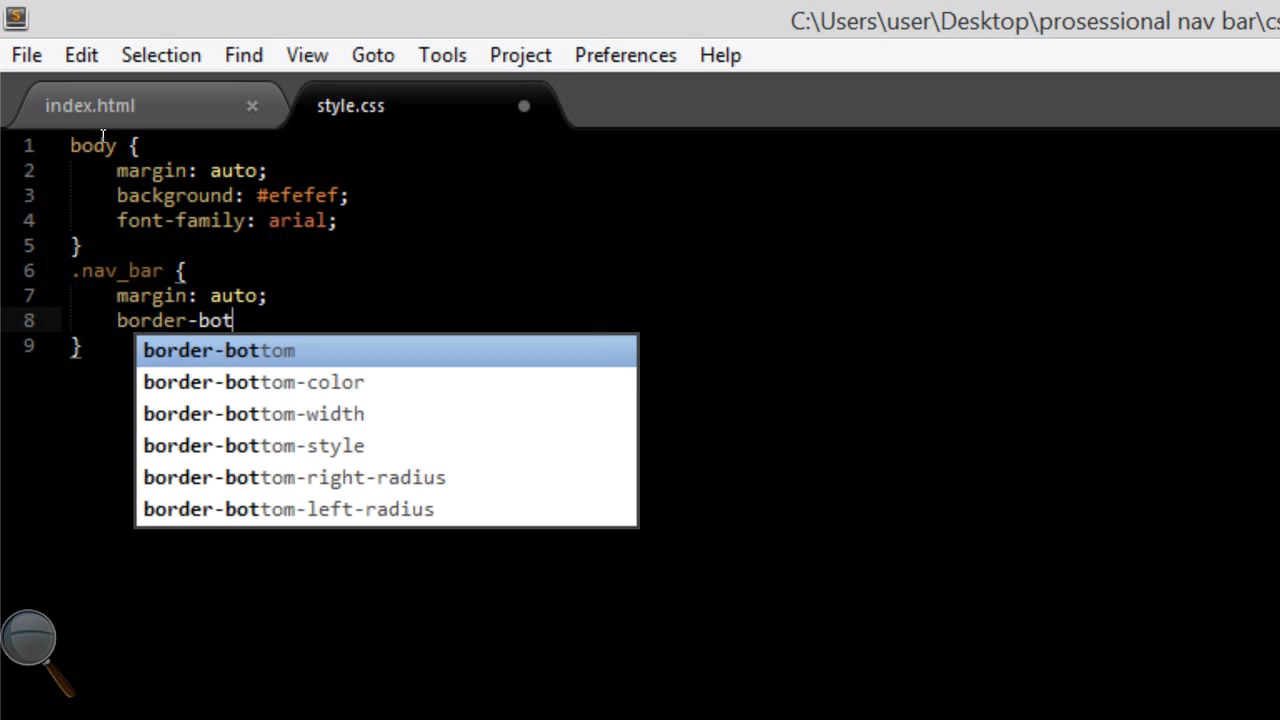 C:\Users\user\Desktop\prosessional nav bar\cs
File Edit Selection Find View Goto Tools Project Preferences Help
index.html × style.css
1 body {
2 margin: auto;
3 background: #efefef;
4 font-family: arial;
5 }
6 .nav_bar {
7 margin: auto;
8 border-bot
9 }
border-bottom
border-bottom-color
border-bottom-width
border-bottom-style
border-bottom-right-radius
border-bottom-left-radius